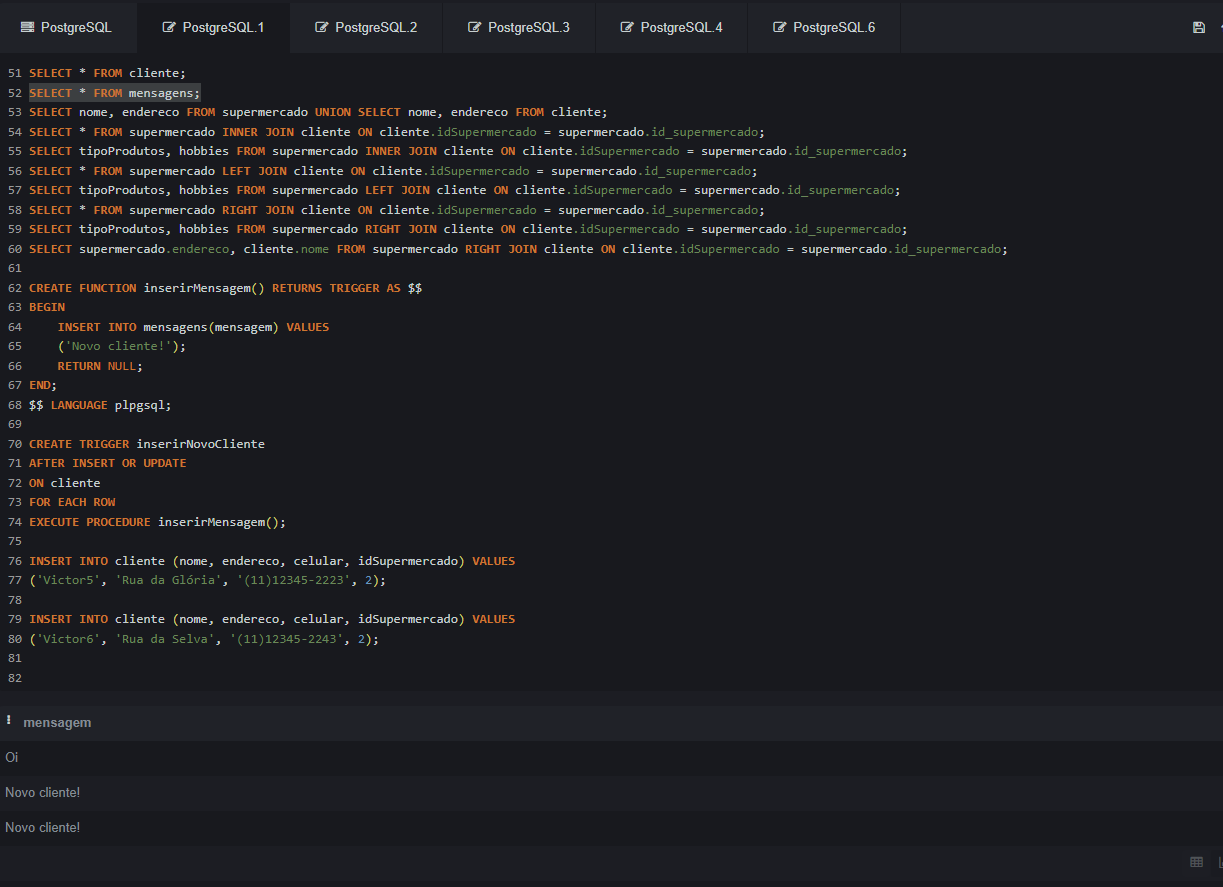 PostgreSQL PostgreSQL.1 PostgreSQL.2 PostgreSQL.3 PostgreSQL.4 PostgreSQL.6
51 SELECT * FROM cliente;
52 SELECT * FROM mensagens;
53 SELECT nome, endereco FROM supermercado UNION SELECT nome, endereco FROM cliente;
54 SELECT * FROM supermercado INNER JOIN cliente ON cliente.idSupermercado = supermercado.id_supermercado;
55 SELECT tipoProdutos, hobbies FROM supermercado INNER JOIN cliente ON cliente.idSupermercado = supermercado.id_supermercado;
56 SELECT * FROM supermercado LEFT JOIN cliente ON cliente.idSupermercado = supermercado.id_supermercado;
57 SELECT tipoProdutos, hobbies FROM supermercado LEFT JOIN cliente ON cliente.idSupermercado = supermercado.id_supermercado;
58 SELECT * FROM supermercado RIGHT JOIN cliente ON cliente.idSupermercado = supermercado.id_supermercado;
59 SELECT tipoProdutos, hobbies FROM supermercado RIGHT JOIN cliente ON cliente.idSupermercado = supermercado.id_supermercado;
60 SELECT supermercado.endereco, cliente.nome FROM supermercado RIGHT JOIN cliente ON cliente.idSupermercado = supermercado.id_supermercado;
61
62 CREATE FUNCTION inserirMensagem() RETURNS TRIGGER AS $$
63 BEGIN
64     INSERT INTO mensagens(mensagem) VALUES
65     ('Novo cliente!');
66     RETURN NULL;
67 END;
68 $$ LANGUAGE plpgsql;
69
70 CREATE TRIGGER inserirNovoCliente
71 AFTER INSERT OR UPDATE
72 ON cliente
73 FOR EACH ROW
74 EXECUTE PROCEDURE inserirMensagem();
75
76 INSERT INTO cliente (nome, endereco, celular, idSupermercado) VALUES
77 ('Victor5', 'Rua da Glória', '(11)12345-2223', 2);
78
79 INSERT INTO cliente (nome, endereco, celular, idSupermercado) VALUES
80 ('Victor6', 'Rua da Selva', '(11)12345-2243', 2);
81
82
mensagem
Oi
Novo cliente!
Novo cliente!